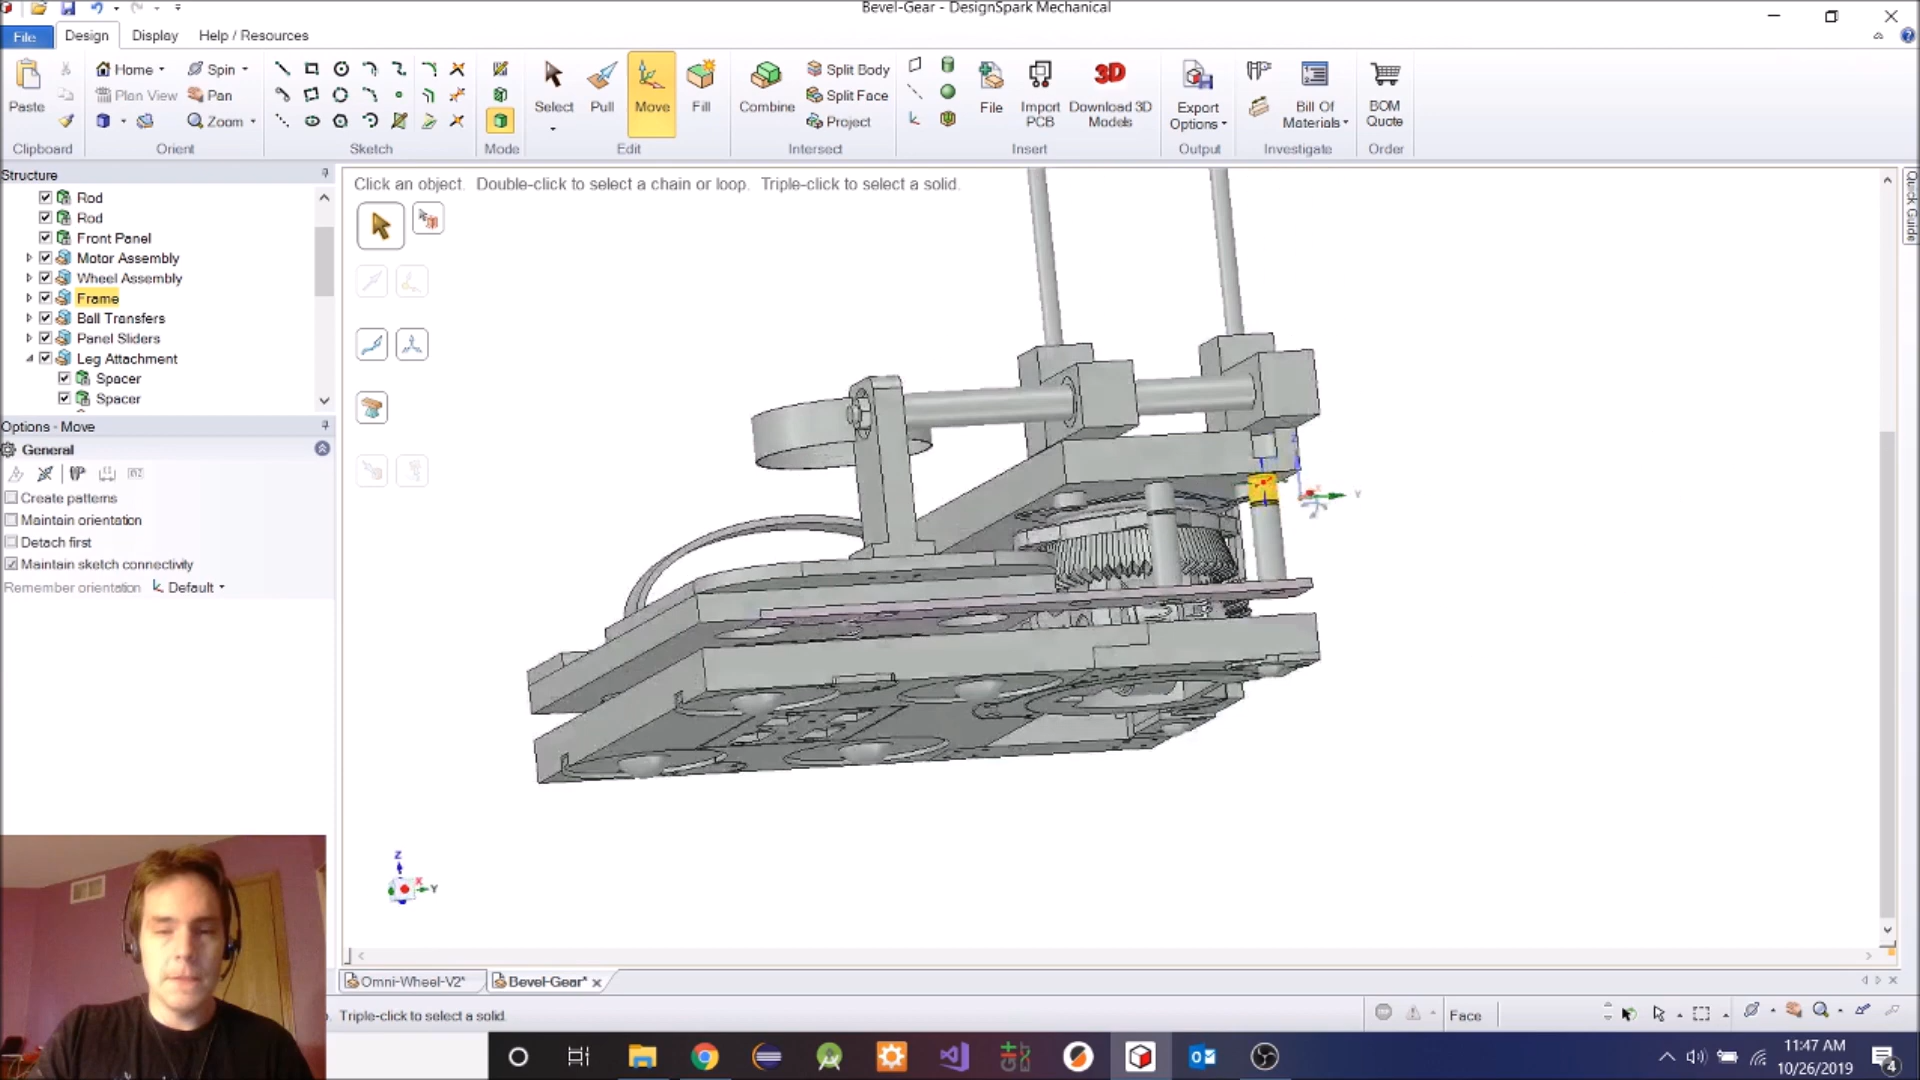 Bevel-Gear - DesignSpark Mechanical
File
Design
Display
Help / Resources
Paste
Home
Plan View
Spin
Pan
Zoom
Select
Pull
Move
Fill
Combine
Split Body
Split Face
Project
File
Import PCB
3D
Download 3D Models
Export Options
Bill Of Materials
BOM Quote
Clipboard
Orient
Sketch
Mode
Edit
Intersect
Insert
Output
Investigate
Order
Structure
Rod
Rod
Front Panel
Motor Assembly
Wheel Assembly
Frame
Ball Transfers
Panel Sliders
Leg Attachment
Spacer
Spacer
Options - Move
General
Create patterns
Maintain orientation
Detach first
Maintain sketch connectivity
Remember orientation
Default
Click an object. Double-click to select a chain or loop. Triple-click to select a solid.
Quick Guide
Z
Y
Z
X
Y
Omni-Wheel-V2*
Bevel-Gear*
. Triple-click to select a solid.
Face
11:47 AM
10/26/2019
4